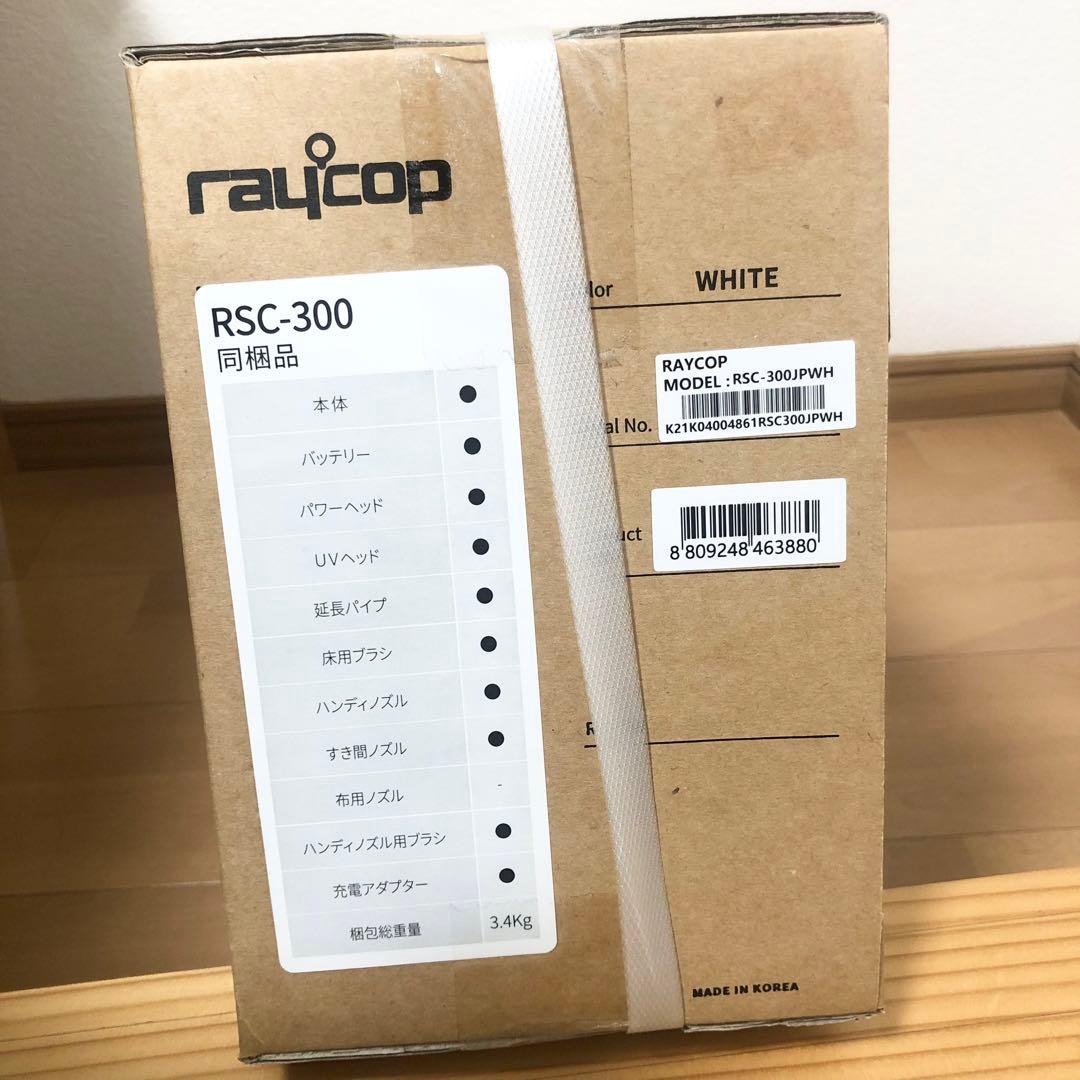 raycop
RSC-300
同梱品
本体 ●
バッテリー ●
パワーヘッド ●
UVヘッド ●
延長パイプ ●
床用ブラシ ●
ハンディノズル ●
すき間ノズル ●
布用ノズル -
ハンディノズル用ブラシ ●
充電アダプター ●
梱包総重量 3.4Kg
lor WHITE
RAYCOP
MODEL : RSC-300JPWH
al No. K21K04004861RSC300JPWH
uct 8 809248 463880
R
MADE IN KOREA